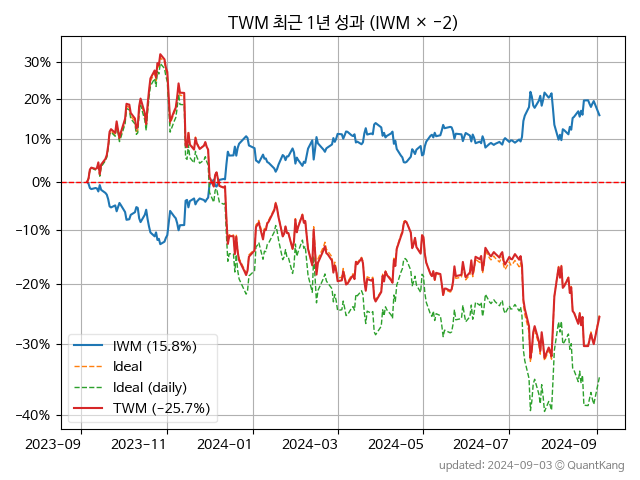 TWM 최근 1년 성과 (IWM × −2)
30%
20%
10%
0%
−10%
−20%
−30%
−40%
IWM (15.8%)
Ideal
Ideal (daily)
TWM (−25.7%)
2023-09 2023-11 2024-01 2024-03 2024-05 2024-07 2024-09
updated: 2024-09-03 © QuantKang